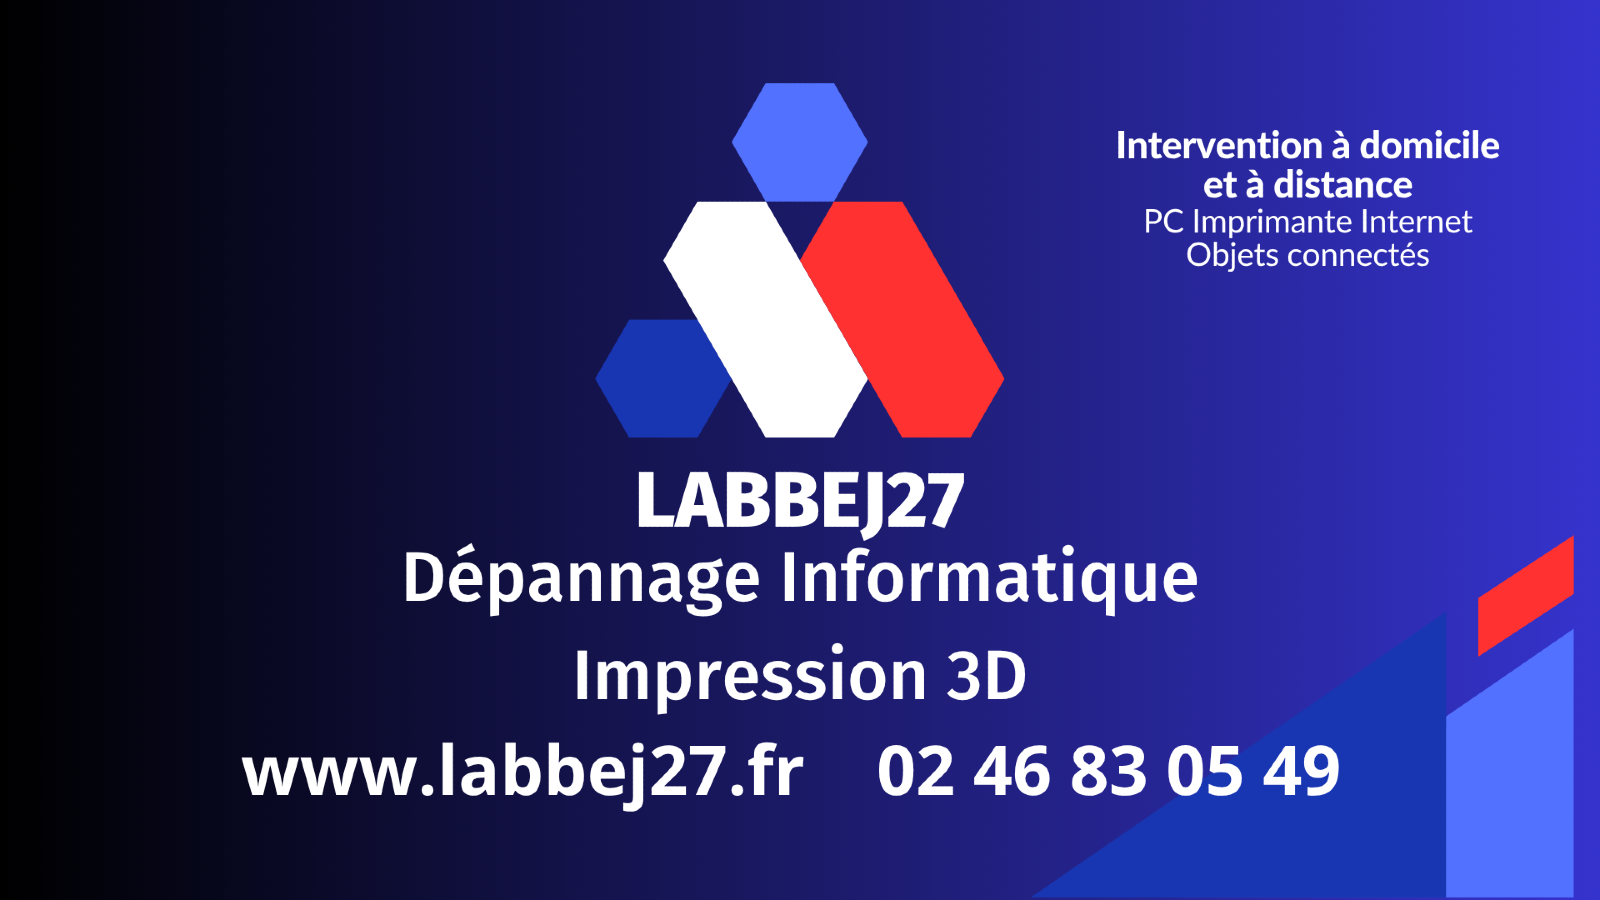 Intervention à domicile
et à distance
PC Imprimante Internet
Objets connectés
LABBEJ27
Dépannage Informatique
Impression 3D
www.labbej27.fr 02 46 83 05 49